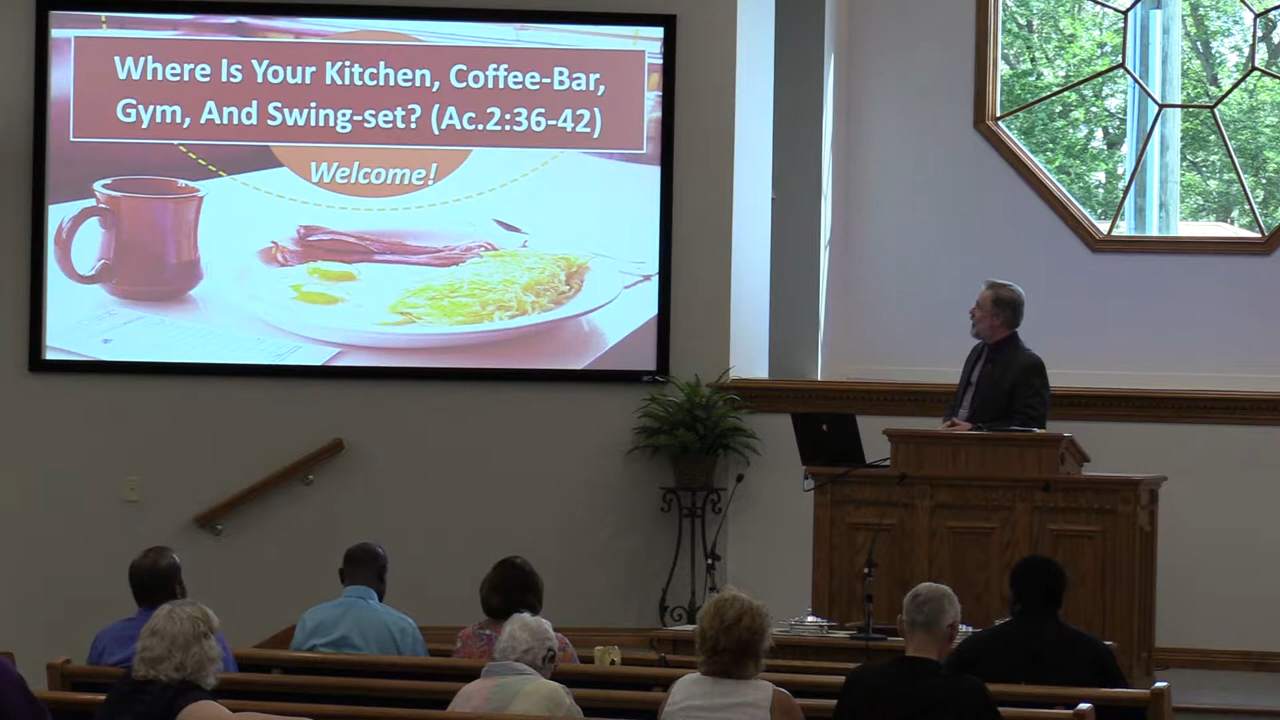 Where Is Your Kitchen, Coffee-Bar,
Gym, And Swing-set? (Ac.2:36-42)
Welcome!